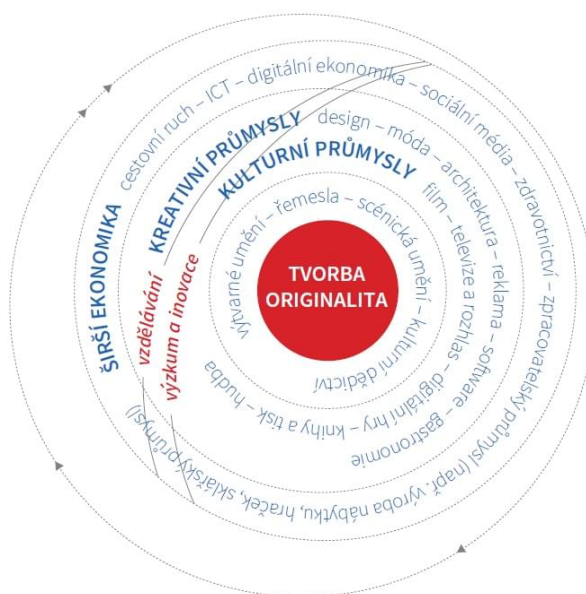 ŠIRŠÍ EKONOMIKA
cestovní ruch – ICT – digitální ekonomika – sociální média – zdravotnictví – zpracovatelský průmysl (např. výroba nábytku, hraček, sklářský průmysl)
KREATIVNÍ PRŮMYSLY
design – móda – architektura – reklama – software – gastronomie
KULTURNÍ PRŮMYSLY
film – televize a rozhlas – digitální hry – knihy a tisk – hudba
výtvarné umění – řemesla – scénická umění – kulturní dědictví
TVORBA
ORIGINALITA
vzdělávání
výzkum a inovace